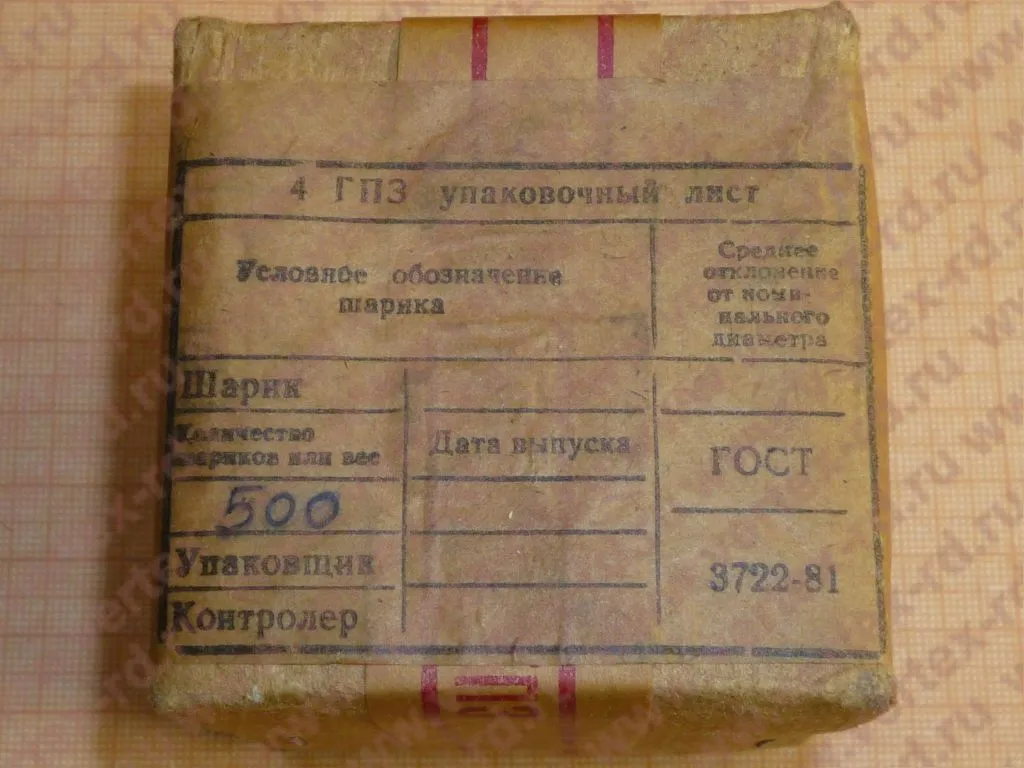 4 ГПЗ упаковочный лист
Условное обозначение
шарика
Среднее
отклонение
от номи-
нального
диаметра
Шарик
Количество
шариков или вес
Дата выпуска
ГОСТ
500
Упаковщик
3722-81
Контролер